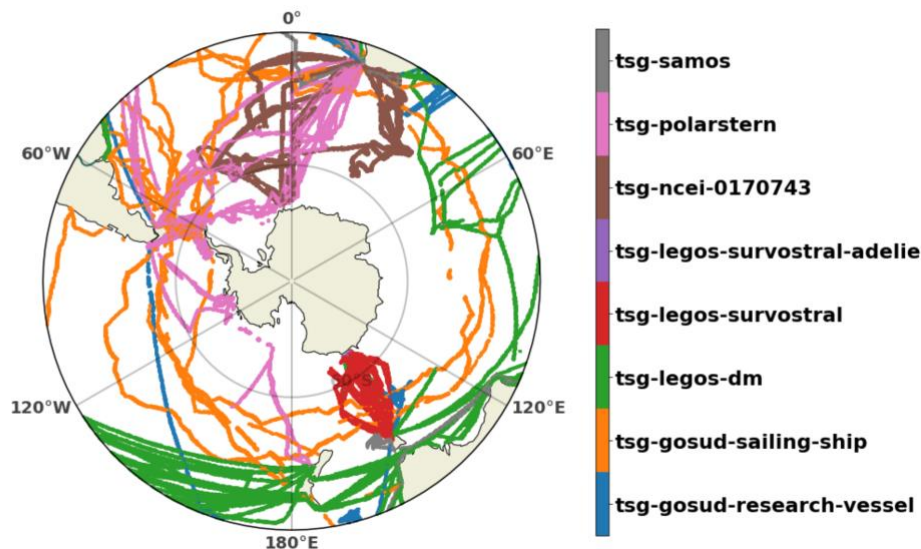 0°
60°W
60°E
120°W
120°E
180°E
tsg-samos
tsg-polarstern
tsg-ncei-0170743
tsg-legos-survostral-adelie
tsg-legos-survostral
tsg-legos-dm
tsg-gosud-sailing-ship
tsg-gosud-research-vessel